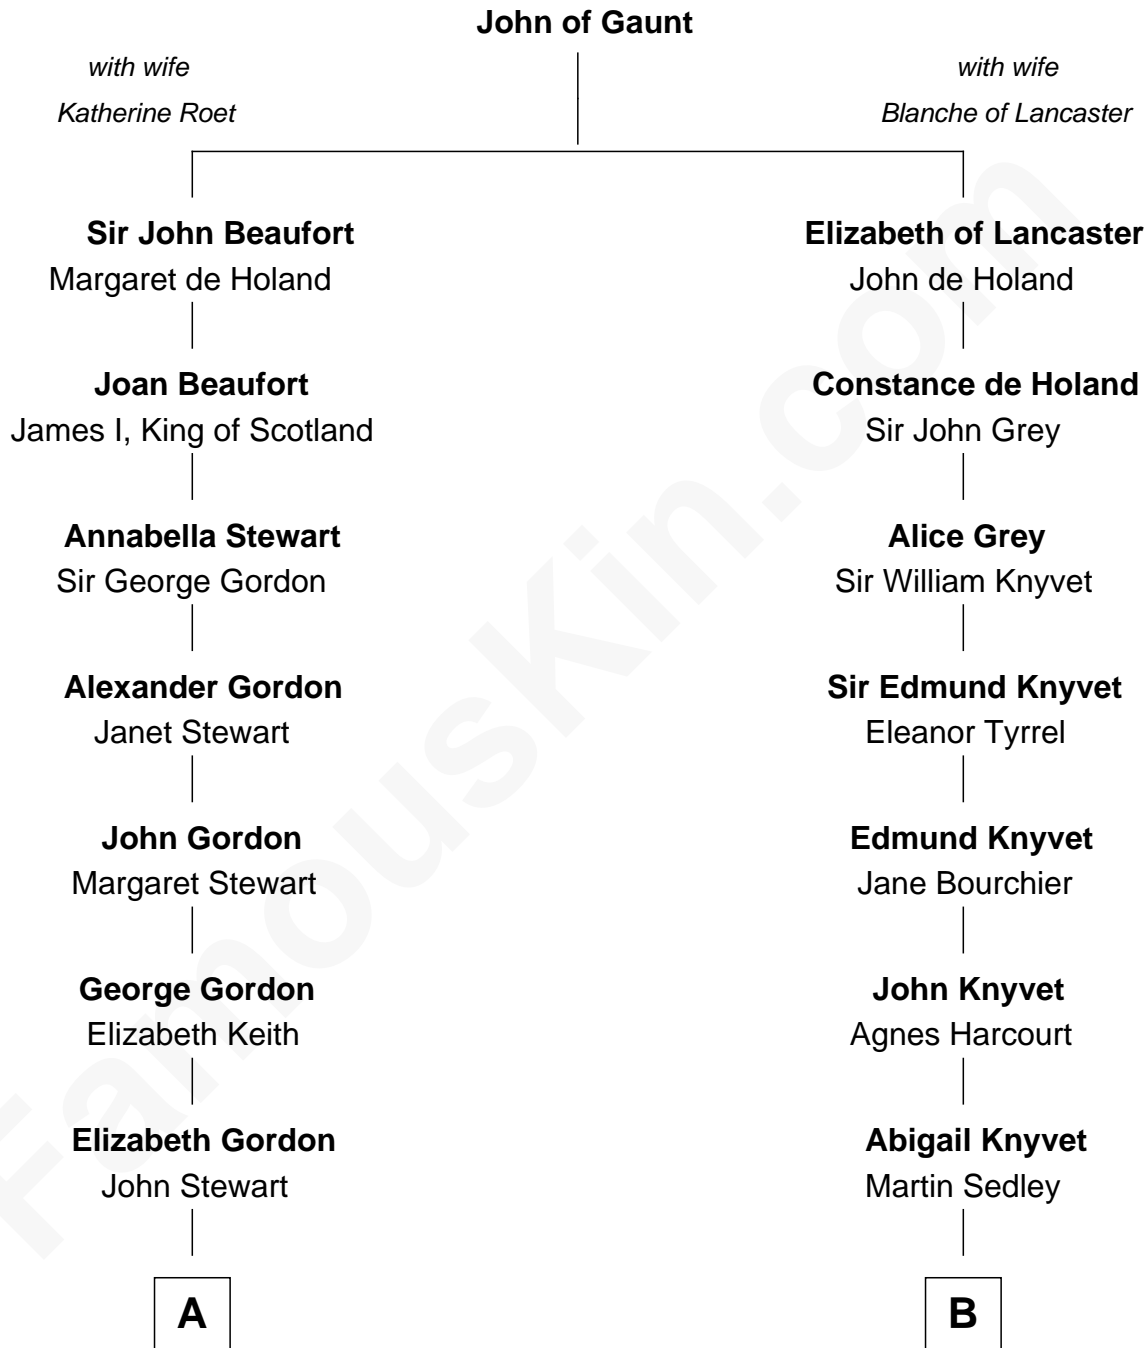 John of Gaunt
with wife
Katherine Roet
with wife
Blanche of Lancaster
Sir John Beaufort
Margaret de Holand
Elizabeth of Lancaster
John de Holand
Joan Beaufort
James I, King of Scotland
Constance de Holand
Sir John Grey
Annabella Stewart
Sir George Gordon
Alice Grey
Sir William Knyvet
Alexander Gordon
Janet Stewart
Sir Edmund Knyvet
Eleanor Tyrrel
John Gordon
Margaret Stewart
Edmund Knyvet
Jane Bourchier
George Gordon
Elizabeth Keith
John Knyvet
Agnes Harcourt
Elizabeth Gordon
John Stewart
Abigail Knyvet
Martin Sedley
A
B
FamousKin.com